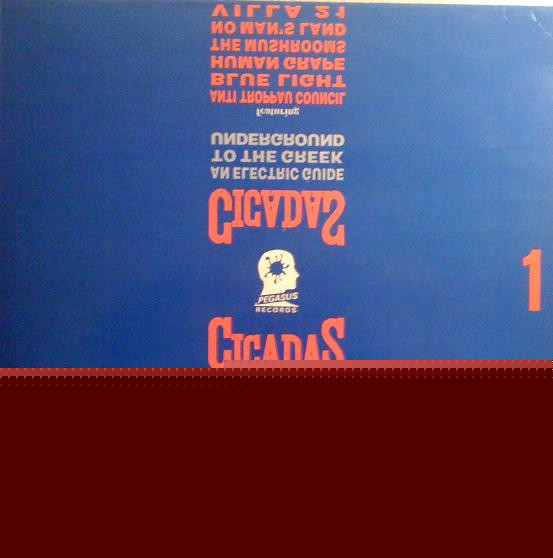 VILLA 21
NO MAN'S LAND
THE MUSHROOMS
HUMAN GRAPE
BLUE LIGHT
ANTI TROPPAU COUNCIL
featuring
UNDERGROUND
TO THE GREEK
AN ELECTRIC GUIDE
CICADAS
PEGASUS
RECORDS
CICADAS
1